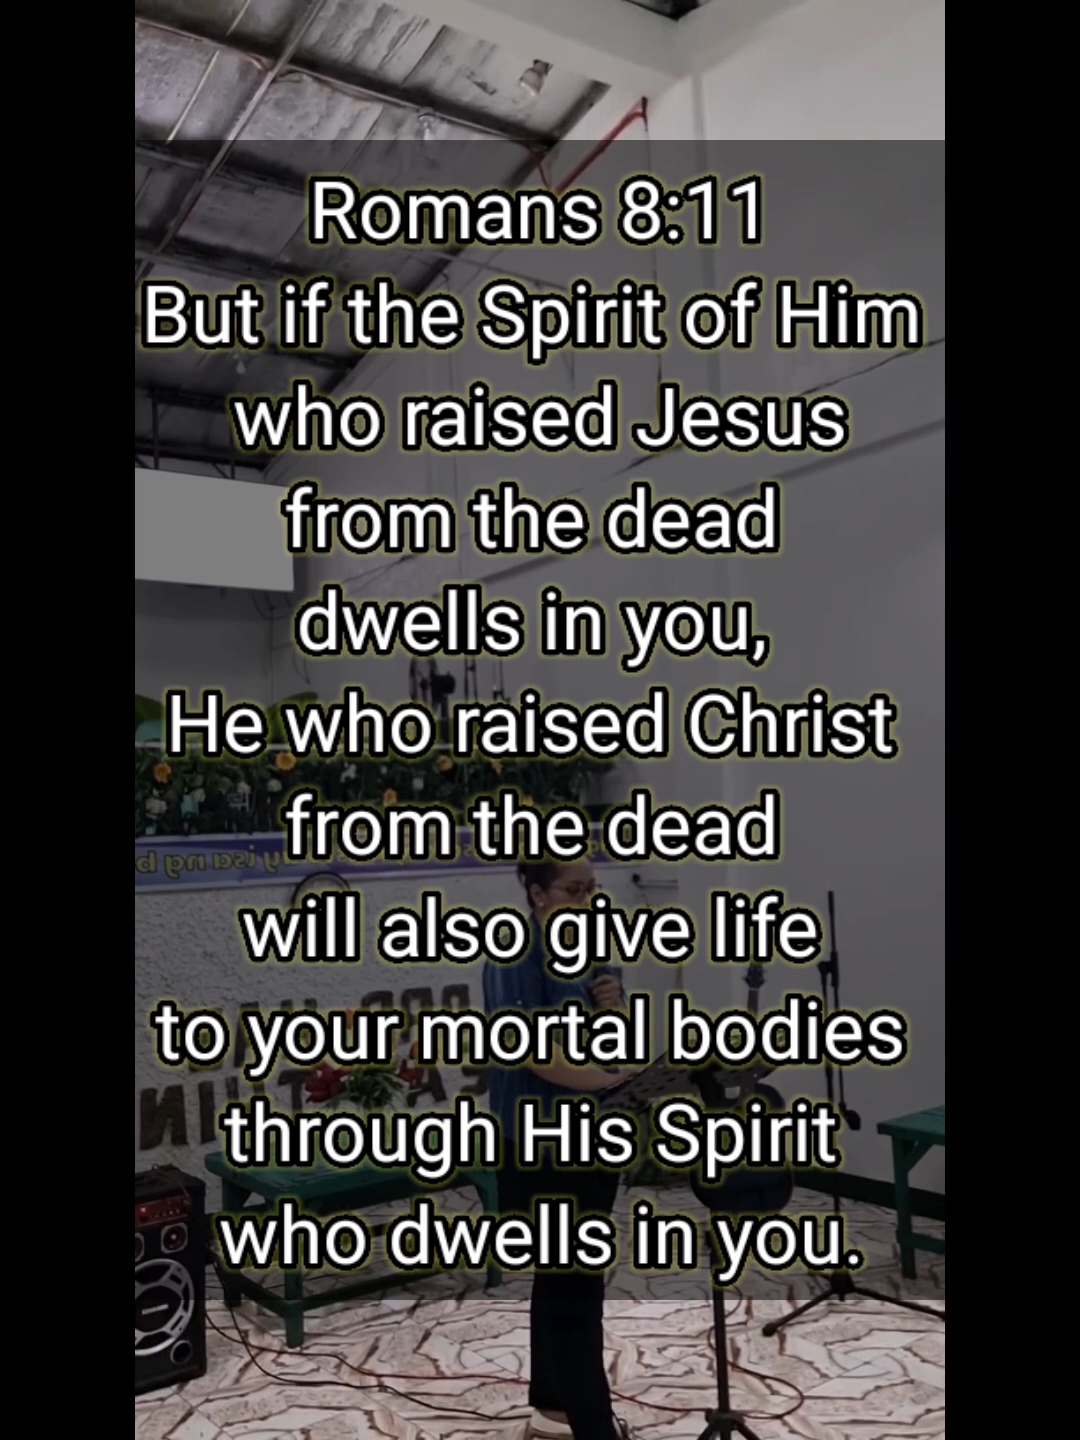 Romans 8:11
But if the Spirit of Him
who raised Jesus
from the dead
dwells in you,
He who raised Christ
from the dead
will also give life
to your mortal bodies
through His Spirit
who dwells in you.